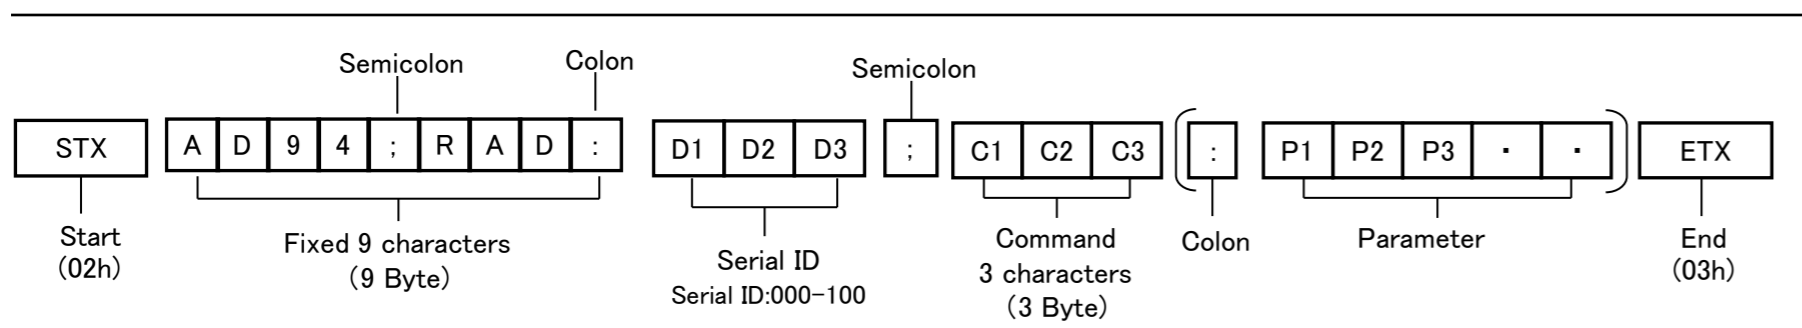 Semicolon Colon Semicolon
STX A D 9 4 ; R A D : D1 D2 D3 ; C1 C2 C3 ( : P1 P2 P3 ・ ・ ) ETX
Start
(02h)
Fixed 9 characters
(9 Byte)
Serial ID
Serial ID:000-100
Command
3 characters
(3 Byte)
Colon
Parameter
End
(03h)